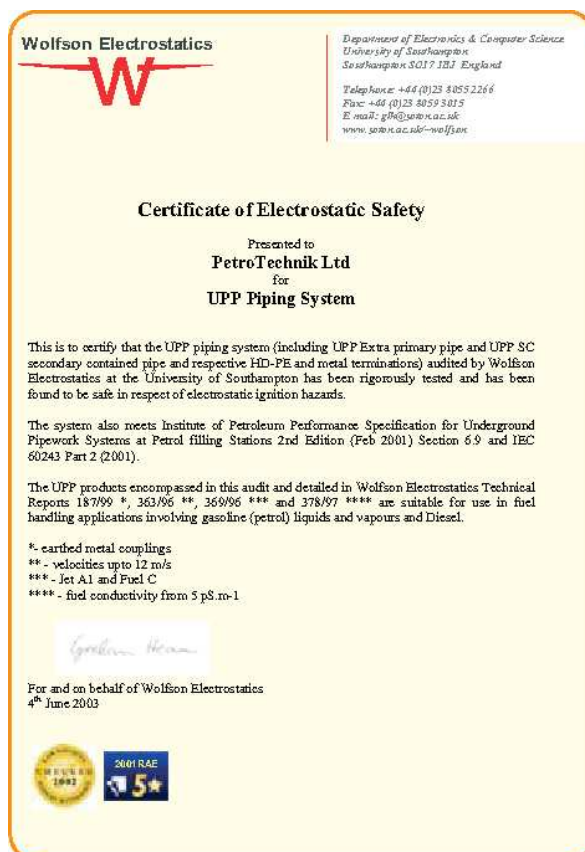 Wolfson Electrostatics
W
Department of Electronics & Computer Science
University of Southampton
Southampton SO17 1BJ England
Telephone: +44 (0)23 8055 2266
Fax: +44 (0)23 8059 3015
E mail: glh@soton.ac.uk
www.soton.ac.uk/~wolfson
Certificate of Electrostatic Safety
Presented to
PetroTechnik Ltd
for
UPP Piping System
This is to certify that the UPP piping system (including UPP Extra primary pipe and UPP SC
secondary contained pipe and respective HD-PE and metal terminations) audited by Wolfson
Electrostatics at the University of Southampton has been rigorously tested and has been
found to be safe in respect of electrostatic ignition hazards.
The system also meets Institute of Petroleum Performance Specification for Underground
Pipework Systems at Petrol filling Stations 2nd Edition (Feb 2001) Section 6.9 and IEC
60243 Part 2 (2001).
The UPP products encompassed in this audit and detailed in Wolfson Electrostatics Technical
Reports 187/99 *, 363/96 **, 369/96 *** and 378/97 **** are suitable for use in fuel
handling applications involving gasoline (petrol) liquids and vapours and Diesel.
*- earthed metal couplings
** - velocities upto 12 m/s
*** - Jet A1 and Fuel C
**** - fuel conductivity from 5 pS.m-1
For and on behalf of Wolfson Electrostatics
4th June 2003
2001 RAE
5